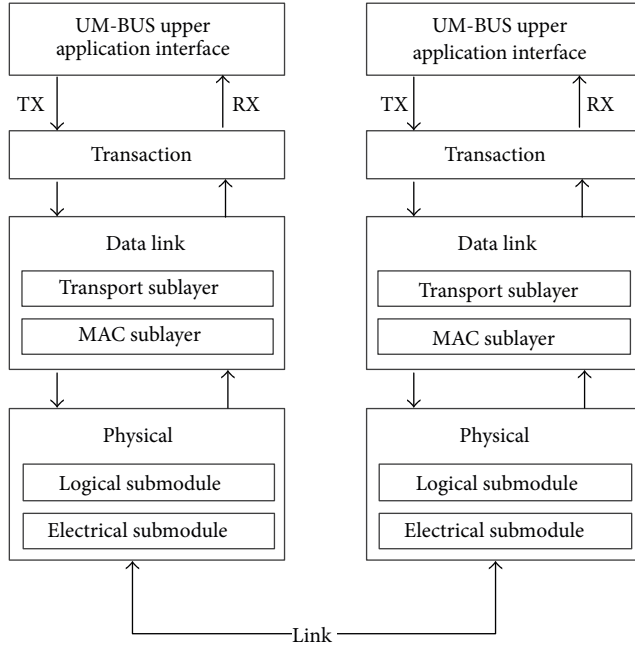 UM-BUS upper
application interface
TX
RX
Transaction
Data link
Transport sublayer
MAC sublayer
Physical
Logical submodule
Electrical submodule
UM-BUS upper
application interface
TX
RX
Transaction
Data link
Transport sublayer
MAC sublayer
Physical
Logical submodule
Electrical submodule
Link